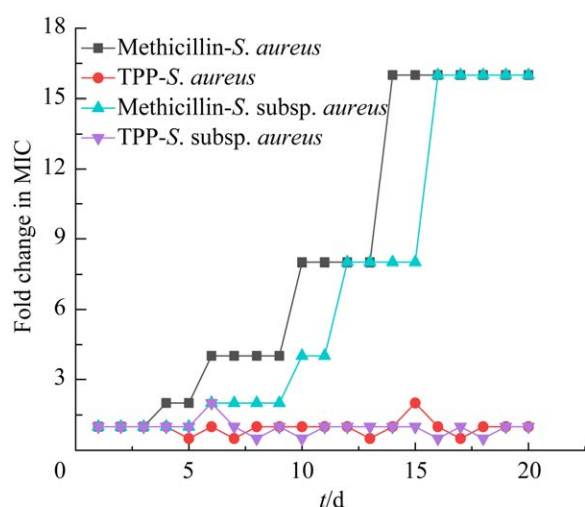 18
15
12
9
6
3
0
5
10
15
20
Fold change in MIC
t/d
Methicillin-S. aureus
TPP-S. aureus
Methicillin-S. subsp. aureus
TPP-S. subsp. aureus